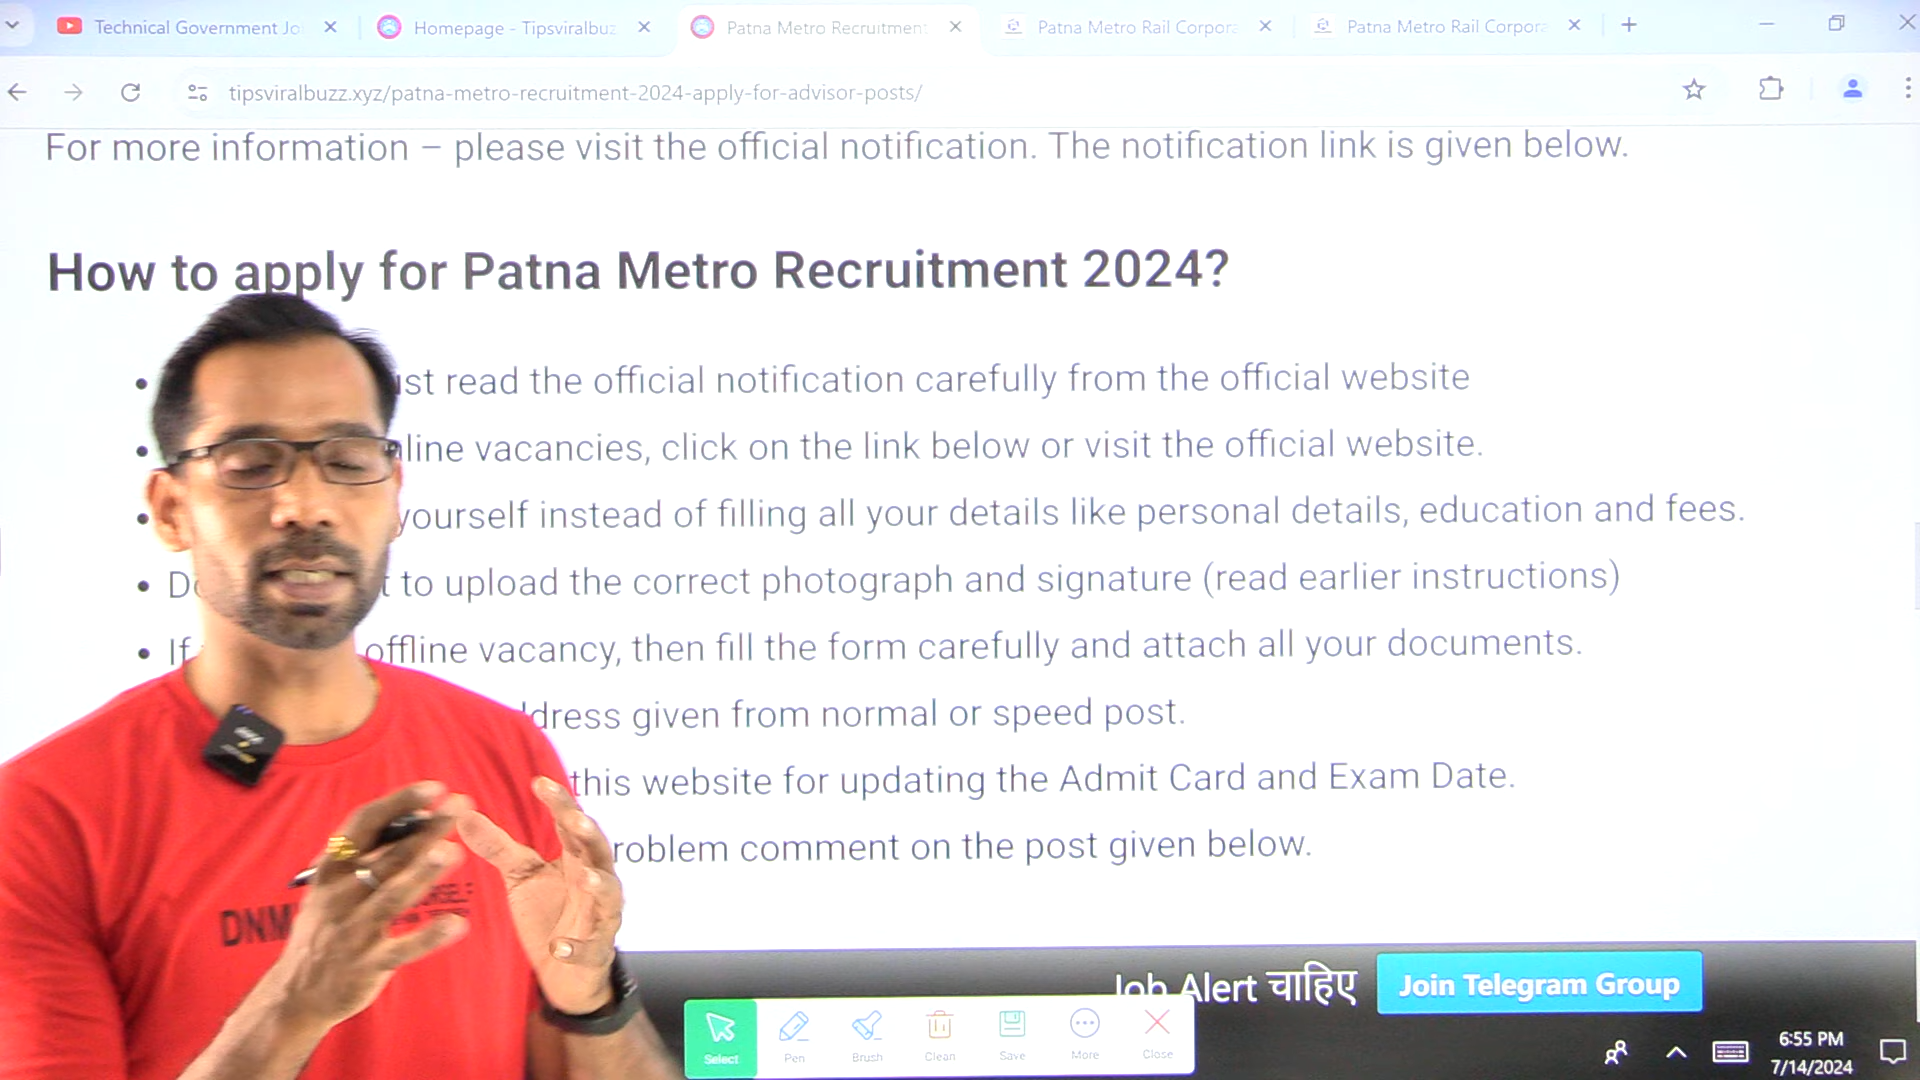 Technical Government Jo
Homepage - Tipsviralbuz
Patna Metro Recruitment
Patna Metro Rail Corpora
Patna Metro Rail Corpora
tipsviralbuzz.xyz/patna-metro-recruitment-2024-apply-for-advisor-posts/
For more information – please visit the official notification. The notification link is given below.
How to apply for Patna Metro Recruitment 2024?
read the official notification carefully from the official website
vacancies, click on the link below or visit the official website.
yourself instead of filling all your details like personal details, education and fees.
to upload the correct photograph and signature (read earlier instructions)
If offline vacancy, then fill the form carefully and attach all your documents.
given from normal or speed post.
this website for updating the Admit Card and Exam Date.
comment on the post given below.
DNM
Job Alert चाहिए
Join Telegram Group
Select
Pen
Brush
Clean
Save
More
Close
6:55 PM
7/14/2024